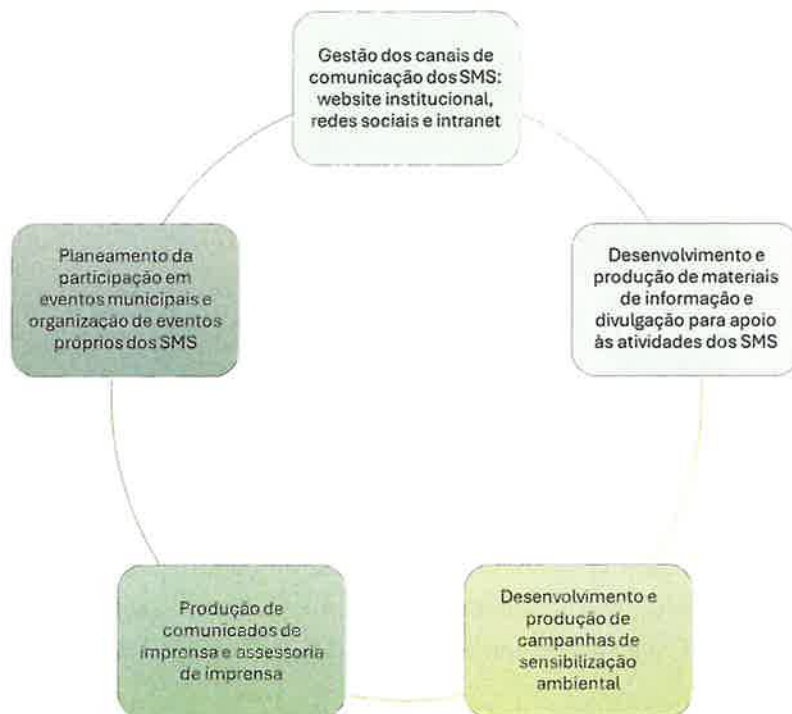 Gestão dos canais de
comunicação dos SMS:
website institucional,
redes sociais e intranet
Desenvolvimento e
produção de materiais
de informação e
divulgação para apoio
às atividades dos SMS
Desenvolvimento e
produção de
campanhas de
sensibilização
ambiental
Produção de
comunicados de
imprensa e assessoria
de imprensa
Planeamento da
participação em
eventos municipais e
organização de eventos
próprios dos SMS